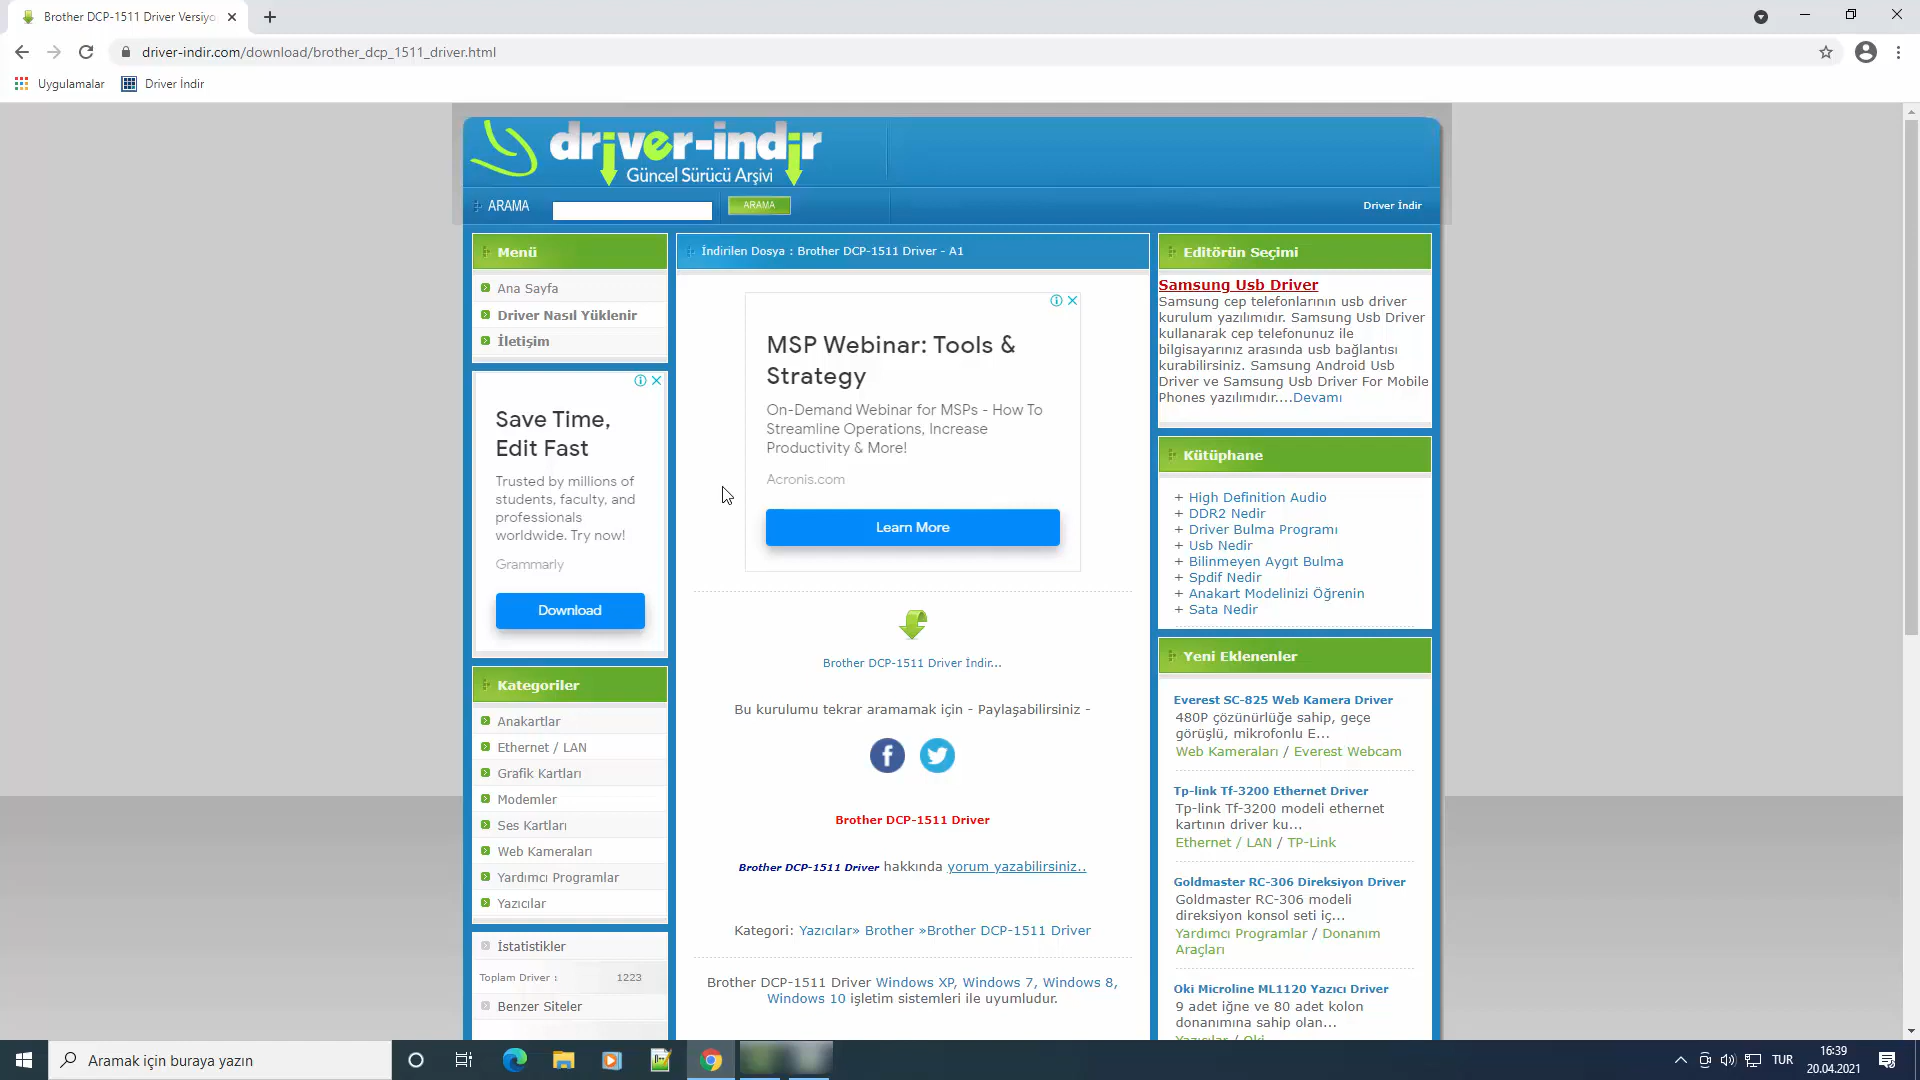 Brother DCP-1511 Driver Versiyo
driver-indir.com/download/brother_dcp_1511_driver.html
Uygulamalar
Driver İndir
driver-indir
Güncel Sürücü Arşivi
ARAMA
ARAMA
Driver İndir
Menü
Ana Sayfa
Driver Nasıl Yüklenir
İletişim
Save Time,
Edit Fast
Trusted by millions of
students, faculty, and
professionals
worldwide. Try now!
Grammarly
Download
Kategoriler
Anakartlar
Ethernet / LAN
Grafik Kartları
Modemler
Ses Kartları
Web Kameraları
Yardımcı Programlar
Yazıcılar
İstatistikler
Toplam Driver : 1223
Benzer Siteler
İndirilen Dosya : Brother DCP-1511 Driver - A1
MSP Webinar: Tools &
Strategy
On-Demand Webinar for MSPs - How To
Streamline Operations, Increase
Productivity & More!
Acronis.com
Learn More
Brother DCP-1511 Driver İndir...
Bu kurulumu tekrar aramamak için - Paylaşabilirsiniz -
Brother DCP-1511 Driver
Brother DCP-1511 Driver hakkında yorum yazabilirsiniz..
Kategori: Yazıcılar» Brother »Brother DCP-1511 Driver
Brother DCP-1511 Driver Windows XP, Windows 7, Windows 8,
Windows 10 işletim sistemleri ile uyumludur.
Editörün Seçimi
Samsung Usb Driver
Samsung cep telefonlarının usb driver
kurulum yazılımıdır. Samsung Usb Driver
kullanarak cep telefonunuz ile
bilgisayarınız arasında usb bağlantısı
kurabilirsiniz. Samsung Android Usb
Driver ve Samsung Usb Driver For Mobile
Phones yazılımıdır....Devamı
Kütüphane
+ High Definition Audio
+ DDR2 Nedir
+ Driver Bulma Programı
+ Usb Nedir
+ Bilinmeyen Aygıt Bulma
+ Spdif Nedir
+ Anakart Modelinizi Öğrenin
+ Sata Nedir
Yeni Eklenenler
Everest SC-825 Web Kamera Driver
480P çözünürlüğe sahip, geçe
görüşlü, mikrofonlu E...
Web Kameraları / Everest Webcam
Tp-link Tf-3200 Ethernet Driver
Tp-link Tf-3200 modeli ethernet
kartının driver ku...
Ethernet / LAN / TP-Link
Goldmaster RC-306 Direksiyon Driver
Goldmaster RC-306 modeli
direksiyon konsol seti iç...
Yardımcı Programlar / Donanım
Araçları
Oki Microline ML1120 Yazıcı Driver
9 adet iğne ve 80 adet kolon
donanımına sahip olan...
Yazıcılar / Oki
Aramak için buraya yazın
TUR
16:39
20.04.2021